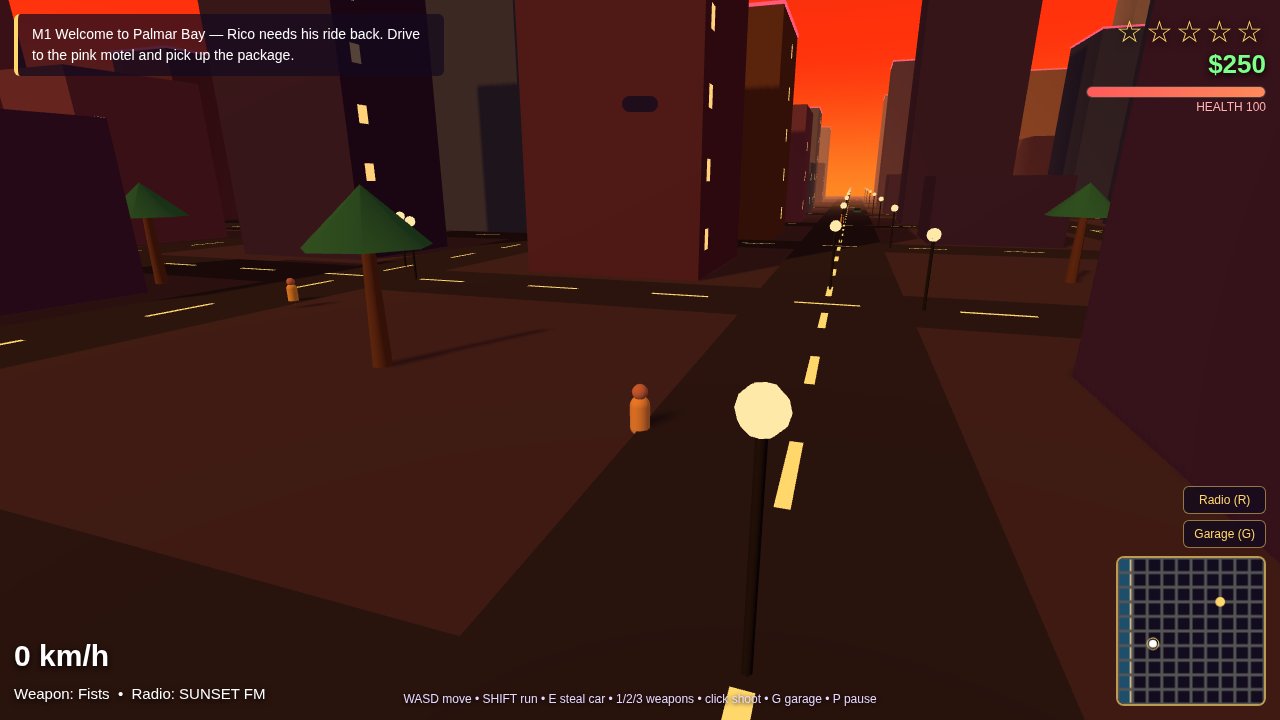 M1 Welcome to Palmar Bay — Rico needs his ride back. Drive
to the pink motel and pick up the package.
$250
HEALTH 100
Radio (R)
Garage (G)
0 km/h
Weapon: Fists • Radio: SUNSET FM
WASD move • SHIFT run • E steal car • 1/2/3 weapons • click shoot • G garage • P pause